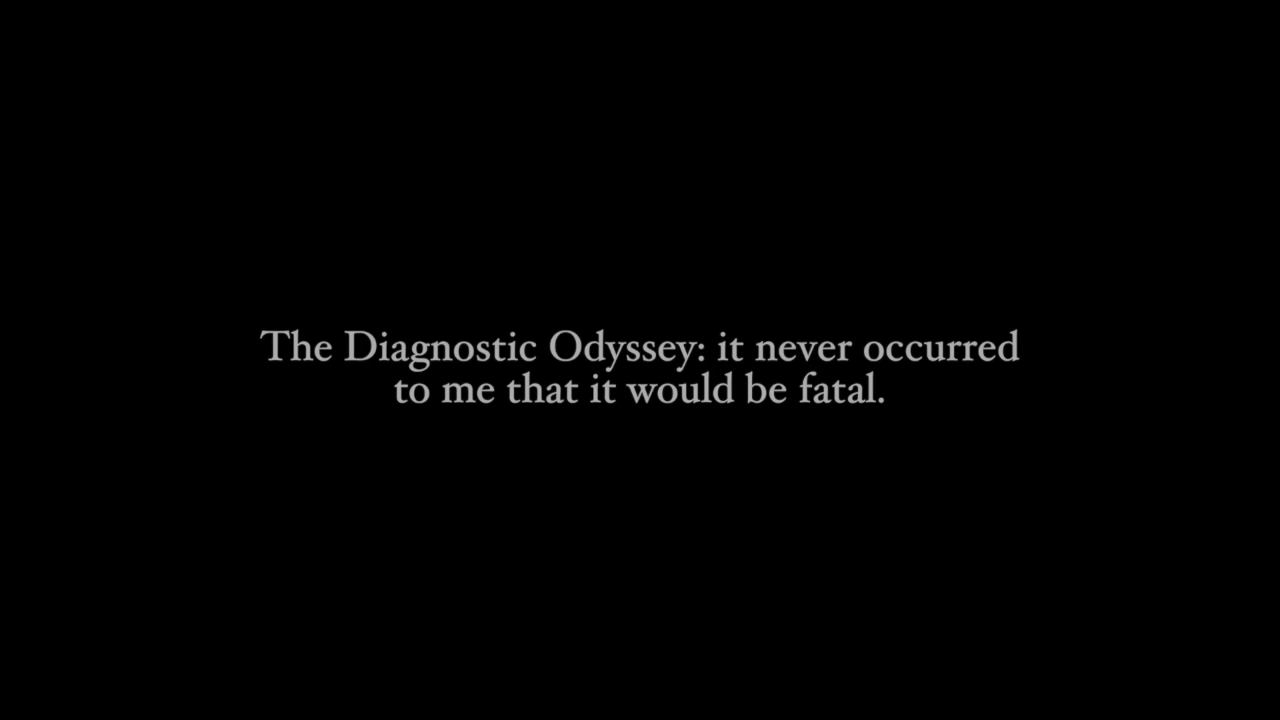 The Diagnostic Odyssey: it never occurred
to me that it would be fatal.